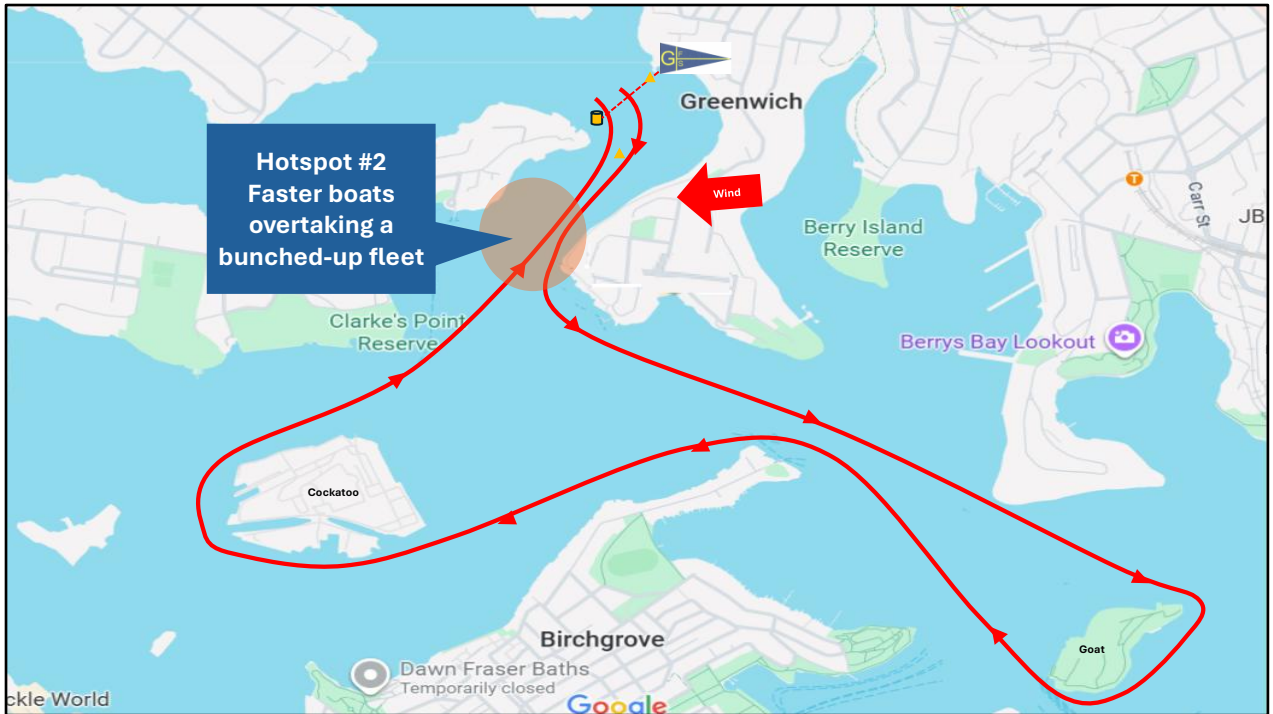 G F S
Greenwich
Hotspot #2
Faster boats
overtaking a
bunched-up fleet
Wind
Carr St
JB
Berry Island
Reserve
Clarke's Point
Reserve
Berrys Bay Lookout
T
Cockatoo
Goat
Birchgrove
Dawn Fraser Baths
Temporarily closed
ckle World
Google